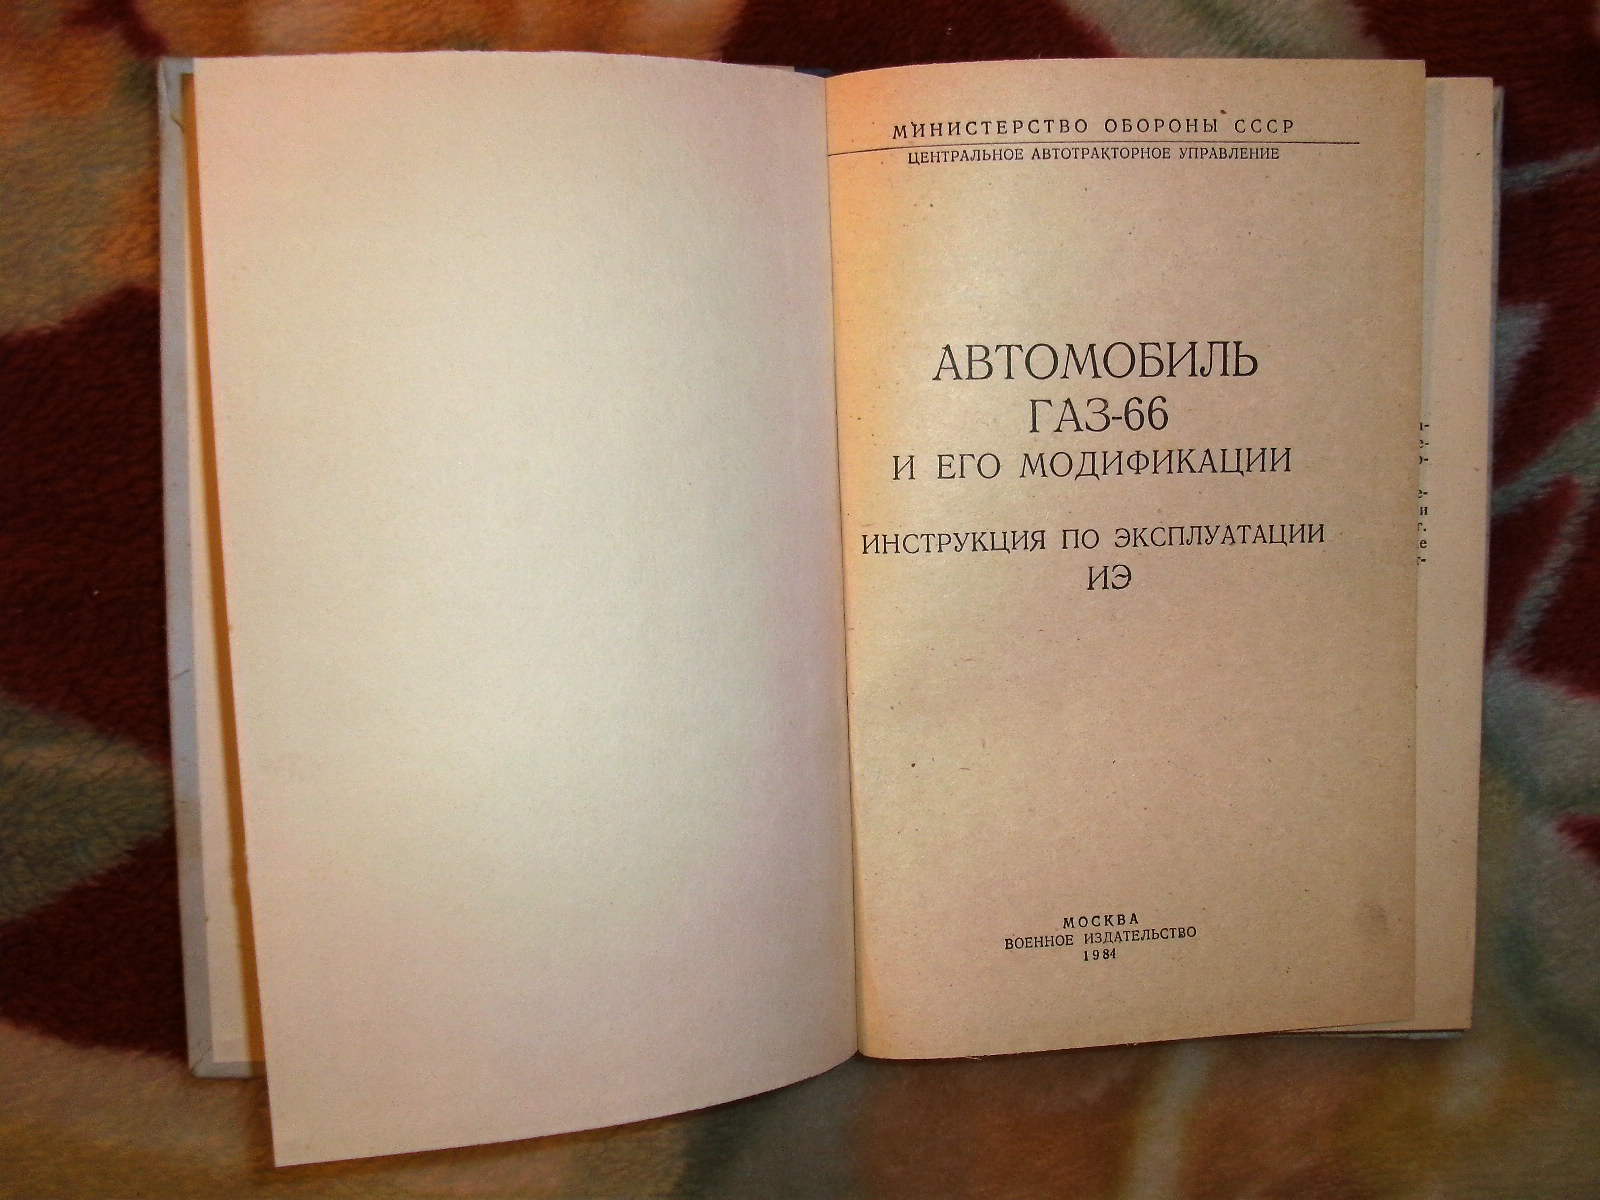 МИНИСТЕРСТВО ОБОРОНЫ СССР
ЦЕНТРАЛЬНОЕ АВТОТРАКТОРНОЕ УПРАВЛЕНИЕ
АВТОМОБИЛЬ
ГАЗ-66
И ЕГО МОДИФИКАЦИИ
ИНСТРУКЦИЯ ПО ЭКСПЛУАТАЦИИ
ИЭ
МОСКВА
ВОЕННОЕ ИЗДАТЕЛЬСТВО
1984